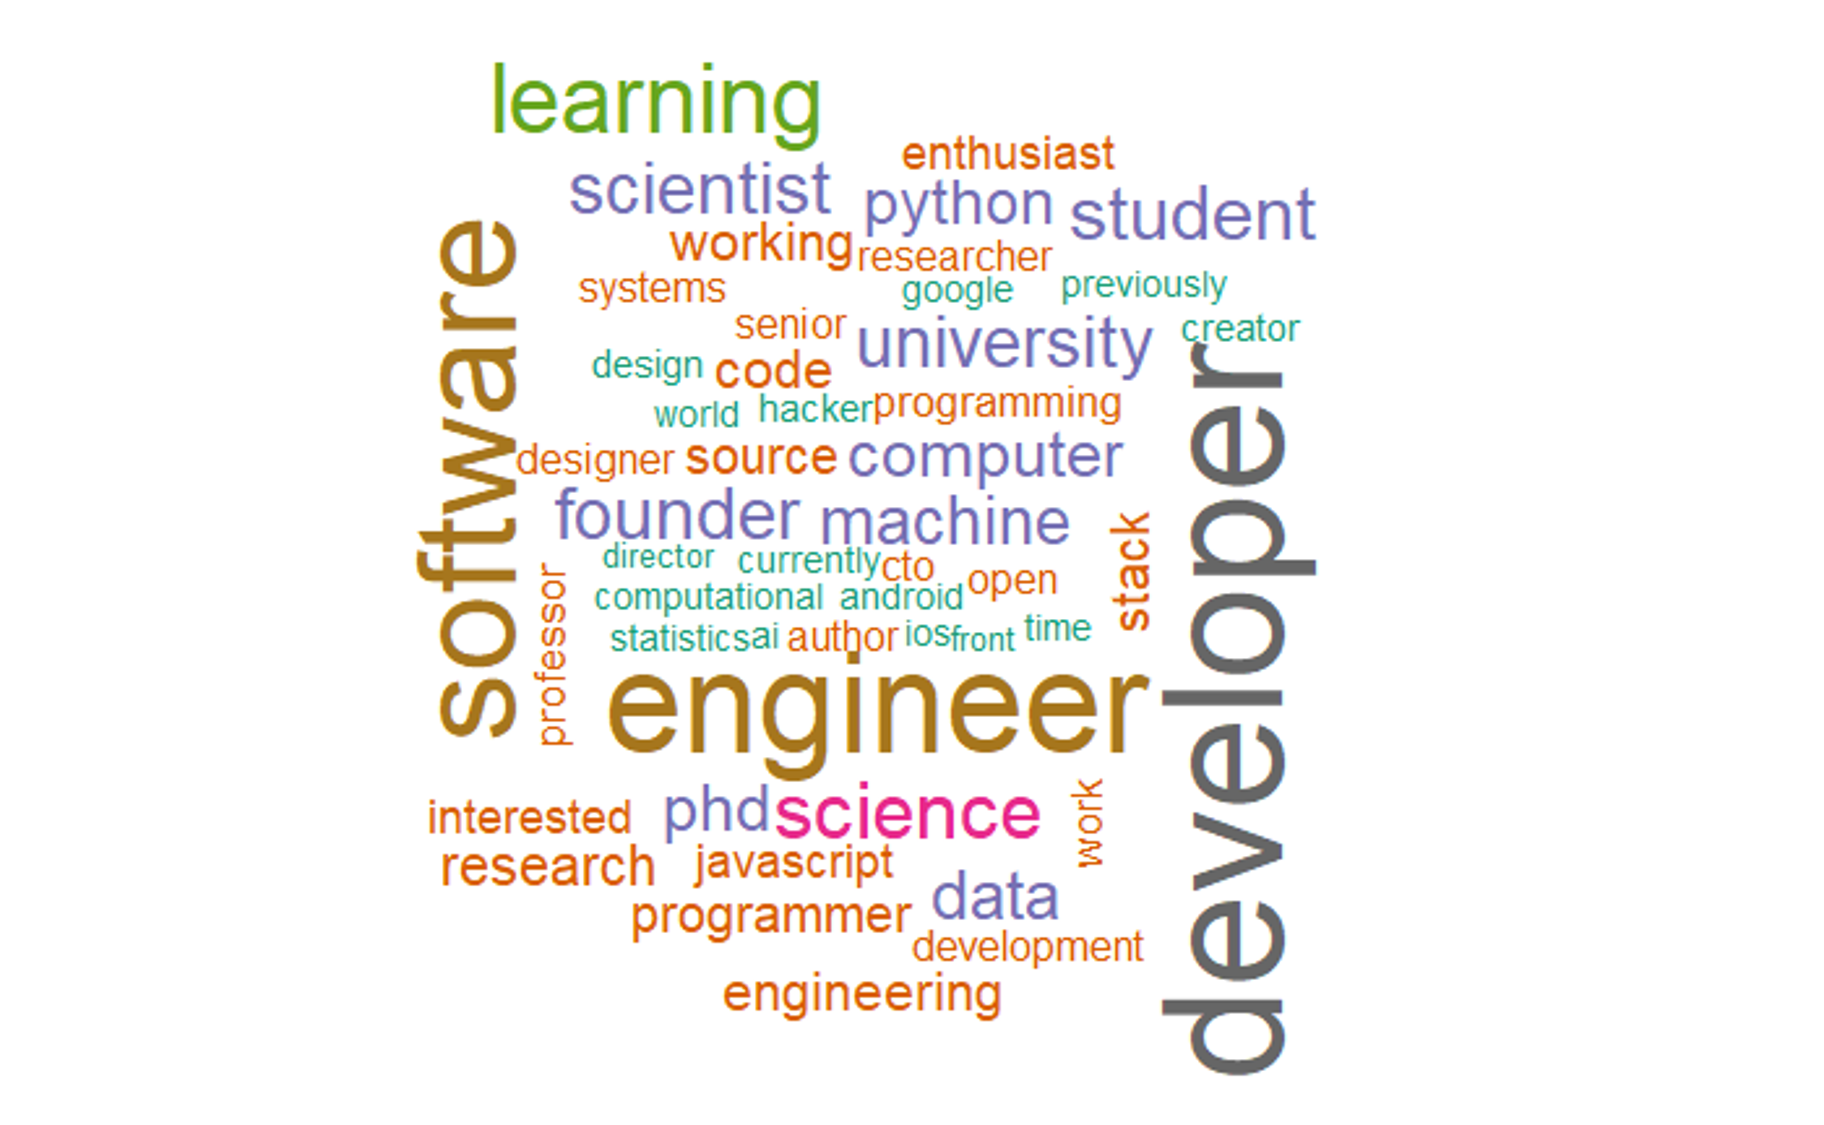 learning
enthusiast
scientist python student
working researcher
systems google previously
senior university creator
design code
world hacker programming
designer source computer
founder machine
director currently cto open
computational android
statistics ai author ios front time
software
professor
stack
developer
engineer
interested phd science work
research javascript
programmer data
development
engineering